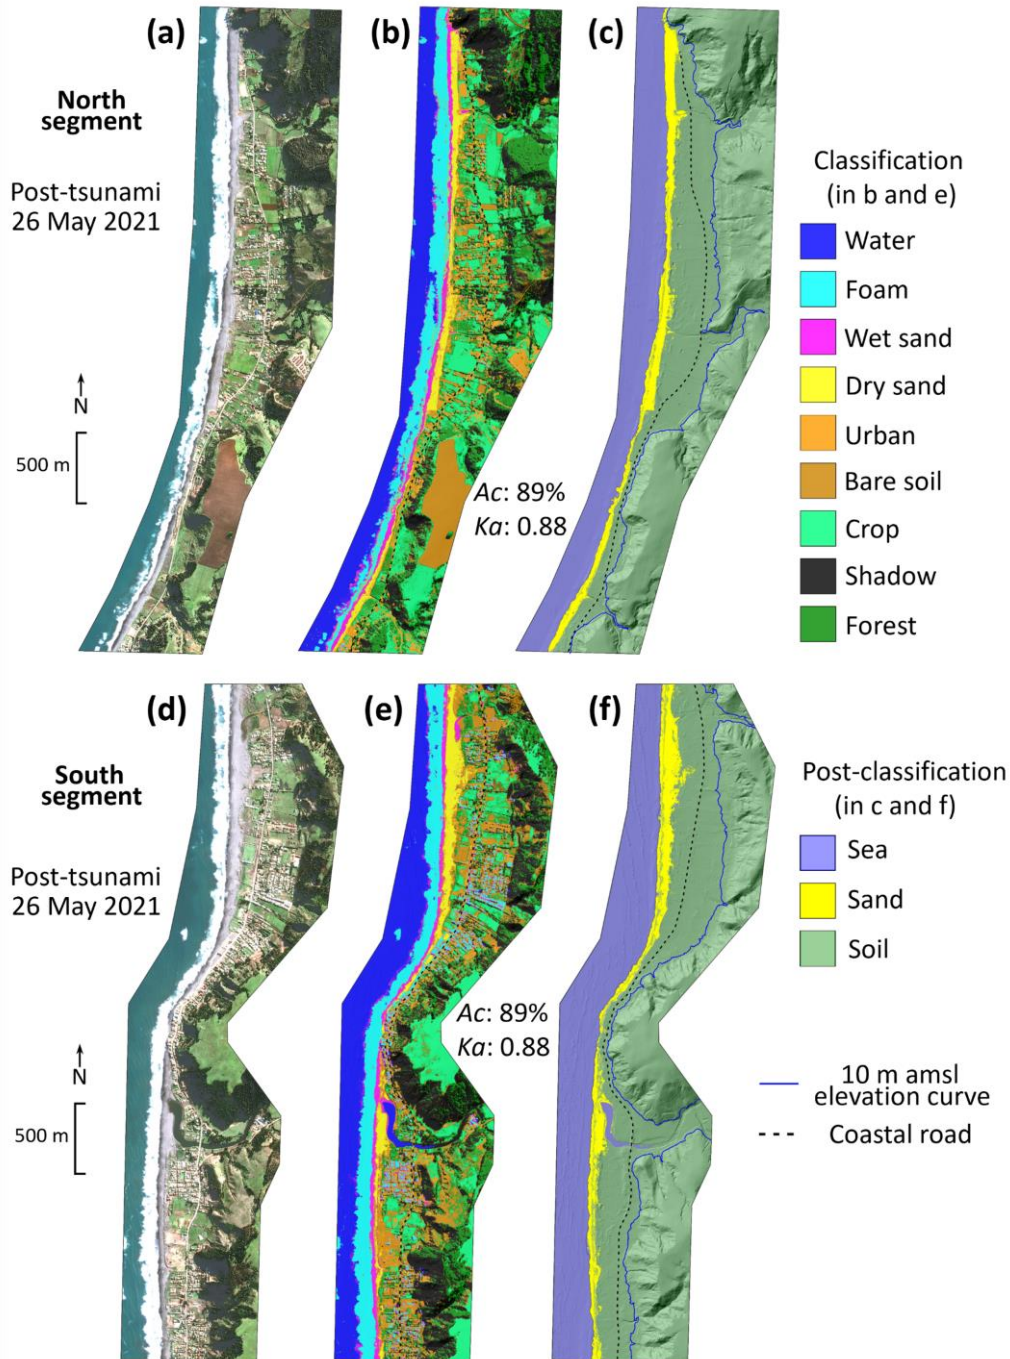 (a)
(b)
(c)
North
segment
Post-tsunami
26 May 2021
N
500 m
Ac: 89%
Ka: 0.88
Classification
(in b and e)
Water
Foam
Wet sand
Dry sand
Urban
Bare soil
Crop
Shadow
Forest
(d)
(e)
(f)
South
segment
Post-tsunami
26 May 2021
N
500 m
Ac: 89%
Ka: 0.88
Post-classification
(in c and f)
Sea
Sand
Soil
10 m amsl
elevation curve
Coastal road